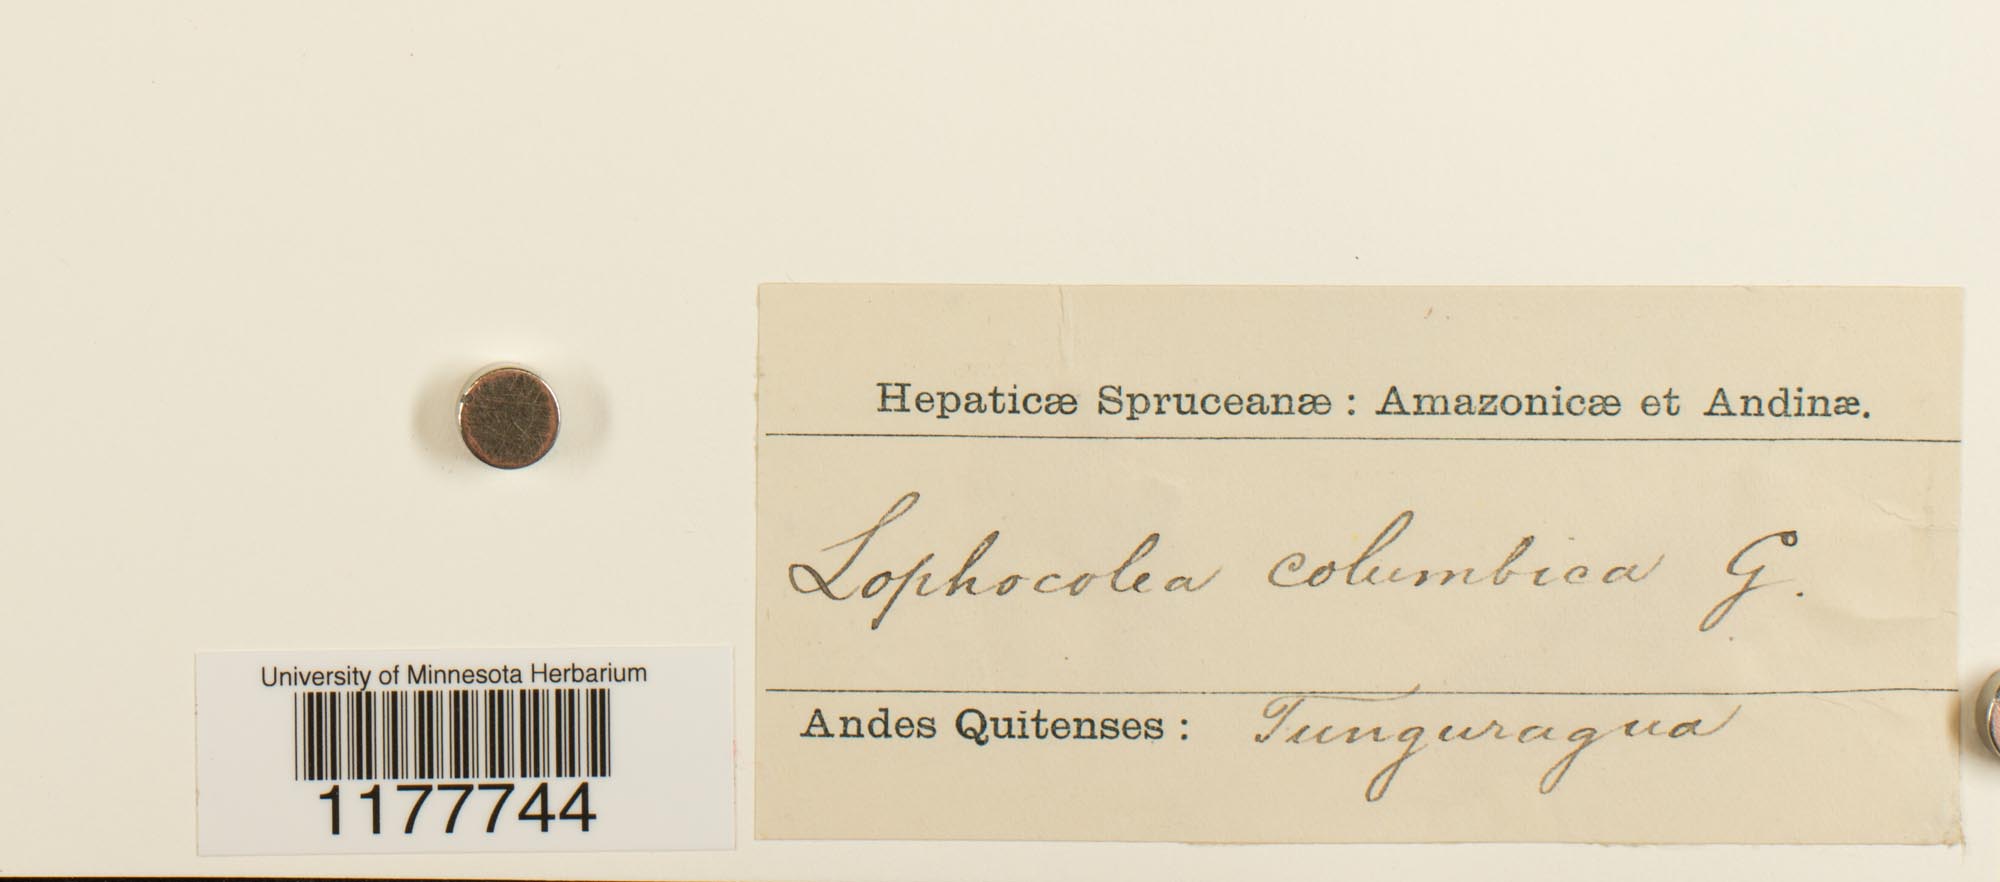 Hepaticæ Spruceanæ : Amazonicæ et Andinæ.
Lophocolea columbica G.
Andes Quitenses : Tunguragua
University of Minnesota Herbarium
1177744